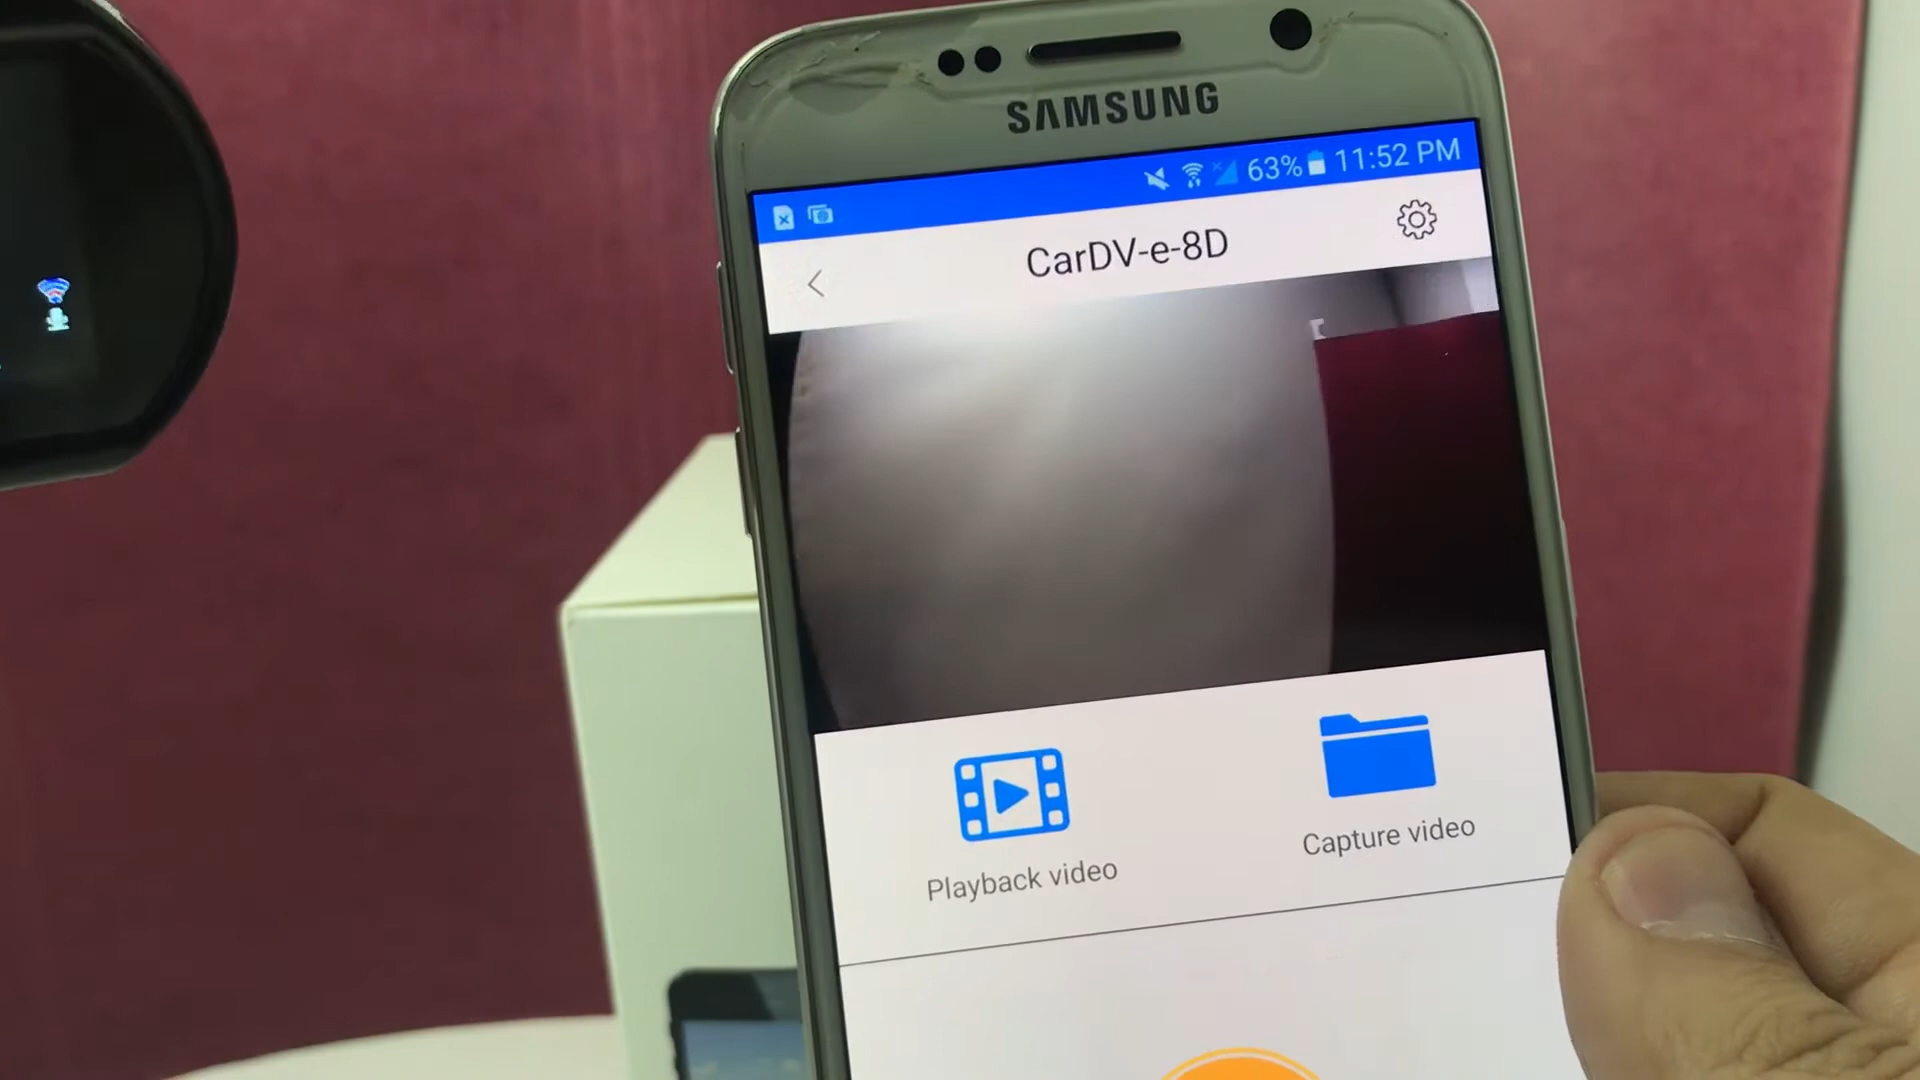 SAMSUNG
63% 11:52 PM
CarDV-e-8D
Playback video
Capture video